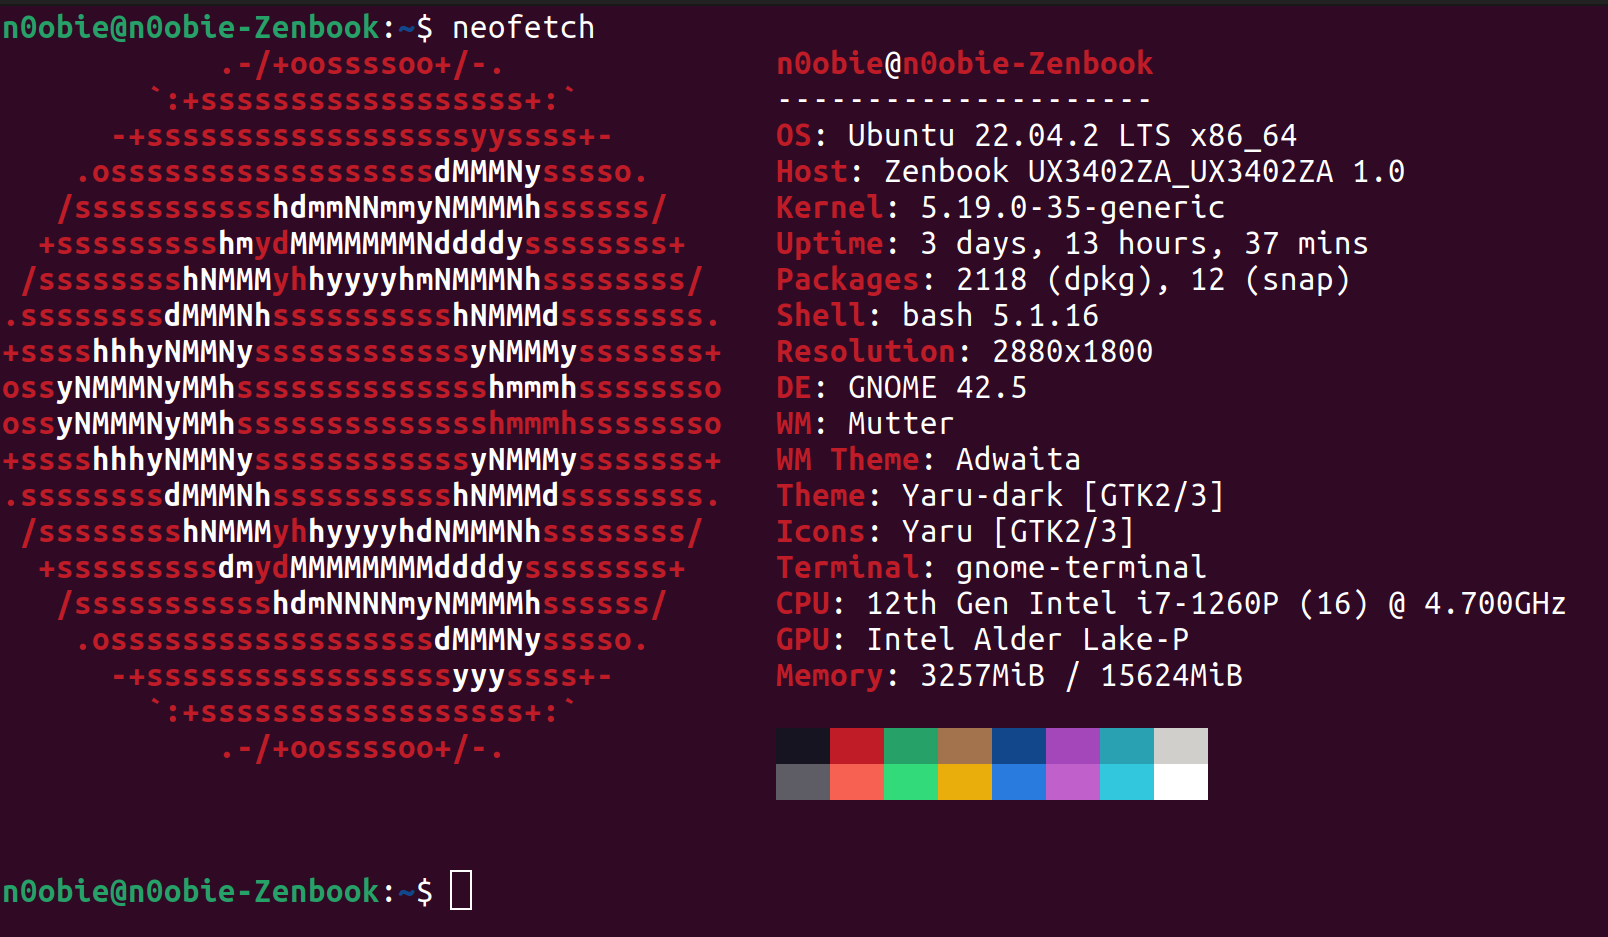 n0obie@n0obie-Zenbook:~$ neofetch
            .-/+oossssoo+/-.               n0obie@n0obie-Zenbook
        `:+ssssssssssssssssss+:`           ---------------------
      -+ssssssssssssssssssyyssss+-         OS: Ubuntu 22.04.2 LTS x86_64
    .ossssssssssssssssssdMMMNysssso.       Host: Zenbook UX3402ZA_UX3402ZA 1.0
   /ssssssssssshdmmNNmmyNMMMMhssssss/      Kernel: 5.19.0-35-generic
  +ssssssssshmydMMMMMMMNddddyssssssss+     Uptime: 3 days, 13 hours, 37 mins
 /sssssssshNMMMyhhyyyyhmNMMMNhssssssss/    Packages: 2118 (dpkg), 12 (snap)
.ssssssssdMMMNhsssssssssshNMMMdssssssss.   Shell: bash 5.1.16
+sssshhhyNMMNyssssssssssssyNMMMysssssss+   Resolution: 2880x1800
ossyNMMMNyMMhsssssssssssssshmmmhssssssso   DE: GNOME 42.5
ossyNMMMNyMMhsssssssssssssshmmmhssssssso   WM: Mutter
+sssshhhyNMMNyssssssssssssyNMMMysssssss+   WM Theme: Adwaita
.ssssssssdMMMNhsssssssssshNMMMdssssssss.   Theme: Yaru-dark [GTK2/3]
 /sssssssshNMMMyhhyyyyhdNMMMNhssssssss/    Icons: Yaru [GTK2/3]
  +sssssssssdmydMMMMMMMMddddyssssssss+     Terminal: gnome-terminal
   /ssssssssssshdmNNNNmyNMMMMhssssss/      CPU: 12th Gen Intel i7-1260P (16) @ 4.700GHz
    .ossssssssssssssssssdMMMNysssso.       GPU: Intel Alder Lake-P
      -+sssssssssssssssssyyyssss+-         Memory: 3257MiB / 15624MiB
        `:+ssssssssssssssssss+:`
            .-/+oossssoo+/-.
n0obie@n0obie-Zenbook:~$